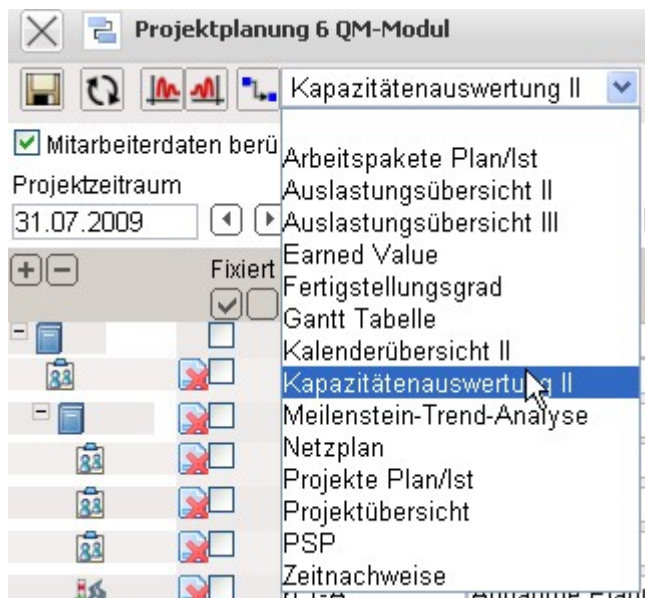 Projektplanung 6 QM-Modul
Kapazitätenauswertung II
Mitarbeiterdaten berü
Projektzeitraum
31.07.2009
Fixiert
Arbeitspakete Plan/Ist
Auslastungsübersicht II
Auslastungsübersicht III
Earned Value
Fertigstellungsgrad
Gantt Tabelle
Kalenderübersicht II
Kapazitätenauswertung II
Meilenstein-Trend-Analyse
Netzplan
Projekte Plan/Ist
Projektübersicht
PSP
Zeitnachweise